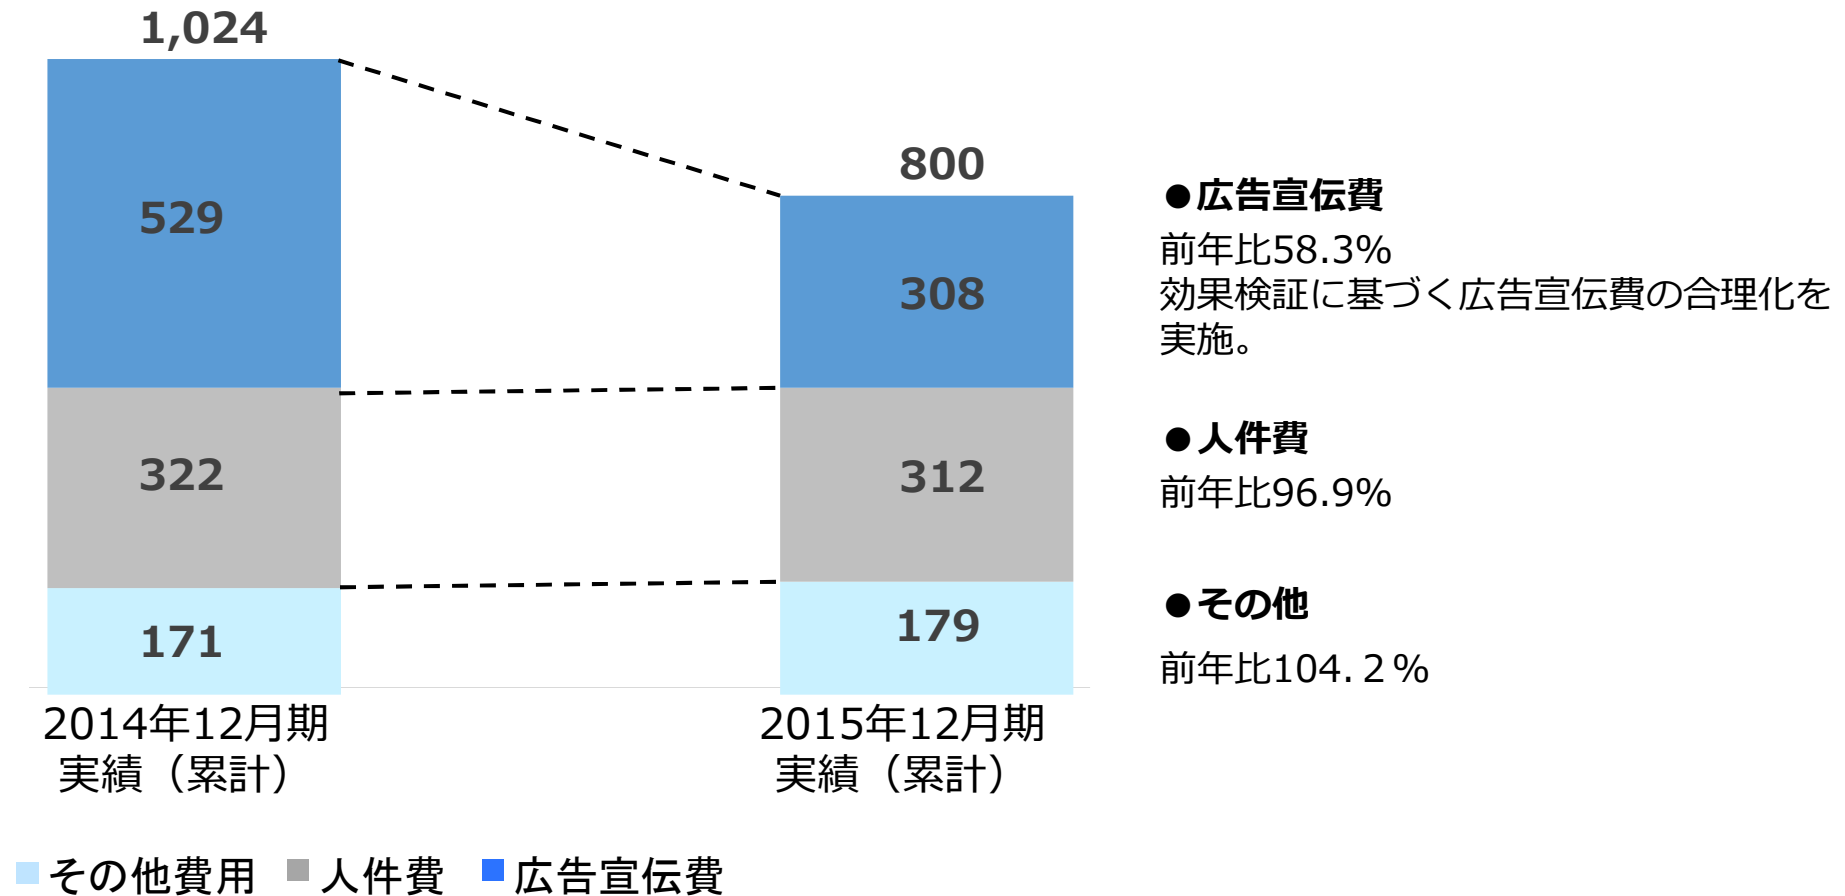 1,024
529
322
171
2014年12月期
実績（累計）
800
308
312
179
2015年12月期
実績（累計）
●広告宣伝費
前年比58.3%
効果検証に基づく広告宣伝費の合理化を
実施。
●人件費
前年比96.9%
●その他
前年比104.２％
その他費用 人件費 広告宣伝費